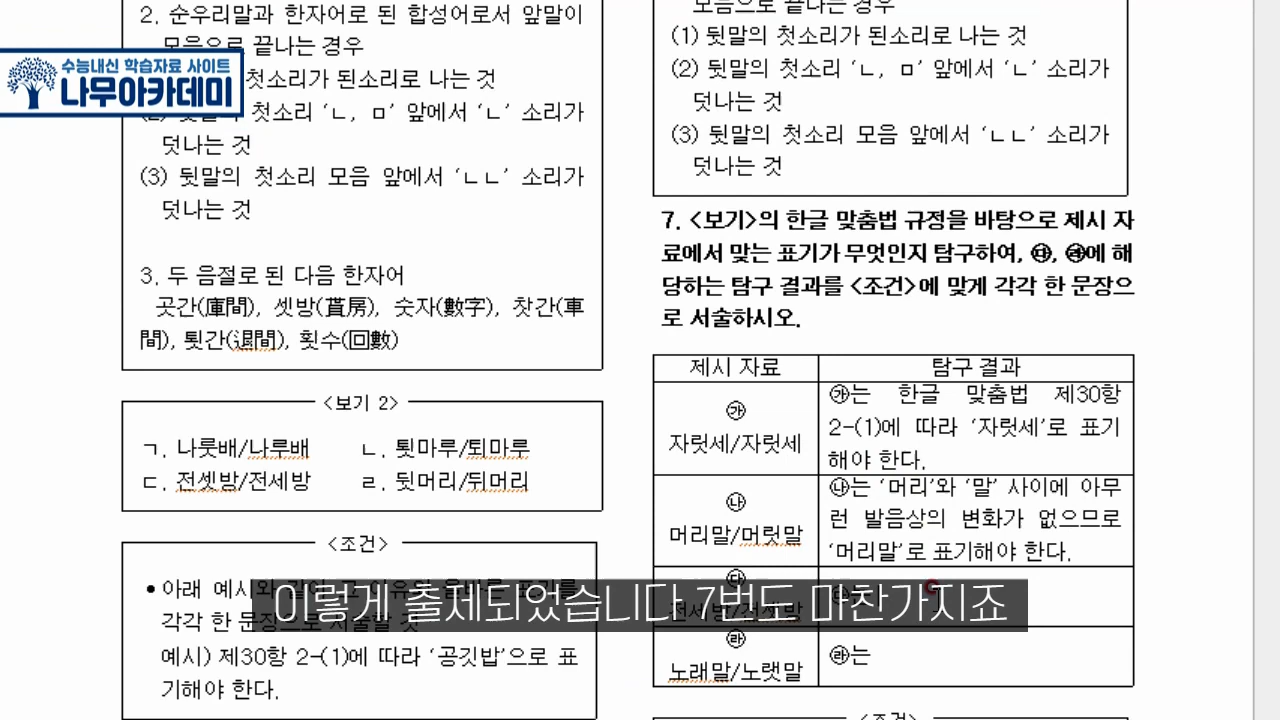 2. 순우리말과 한자어로 된 합성어로서 앞말이
모음으로 끝나는 경우
수능내신 학습자료 사이트
나무아카데미
첫소리가 된소리로 나는 것
첫소리 ‘ㄴ, ㅁ’ 앞에서 ‘ㄴ’ 소리가
덧나는 것
(3) 뒷말의 첫소리 모음 앞에서 ‘ㄴㄴ’ 소리가
덧나는 것
3. 두 음절로 된 다음 한자어
곳간(庫間), 셋방(貰房), 숫자(數字), 찻간(車
間), 툇간(退間), 횟수(回數)
<보기 2>
ㄱ. 나룻배/나루배 ㄴ. 툇마루/퇴마루
ㄷ. 전셋방/전세방 ㄹ. 뒷머리/뒤머리
<조건>
• 아래 예시와
각각 한 문장으로 서술할 것
예시) 제30항 2-(1)에 따라 ‘공깃밥’으로 표
기해야 한다.
모음으로 끝나는 경우
(1) 뒷말의 첫소리가 된소리로 나는 것
(2) 뒷말의 첫소리 ‘ㄴ, ㅁ’ 앞에서 ‘ㄴ’ 소리가
덧나는 것
(3) 뒷말의 첫소리 모음 앞에서 ‘ㄴㄴ’ 소리가
덧나는 것
7. <보기>의 한글 맞춤법 규정을 바탕으로 제시 자
료에서 맞는 표기가 무엇인지 탐구하여, ㉰, ㉱에 해
당하는 탐구 결과를 <조건>에 맞게 각각 한 문장으
로 서술하시오.
제시 자료 탐구 결과
㉮
자릿세/자릿세
㉮는 한글 맞춤법 제30항
2-(1)에 따라 ‘자릿세’로 표기
해야 한다.
㉯
머리말/머릿말
㉯는 ‘머리’와 ‘말’ 사이에 아무
런 발음상의 변화가 없으므로
‘머리말’로 표기해야 한다.
㉰
전세방/전셋방
㉱
노래말/노랫말
㉱는
<조건>
이렇게 출제되었습니다 7번도 마찬가지죠